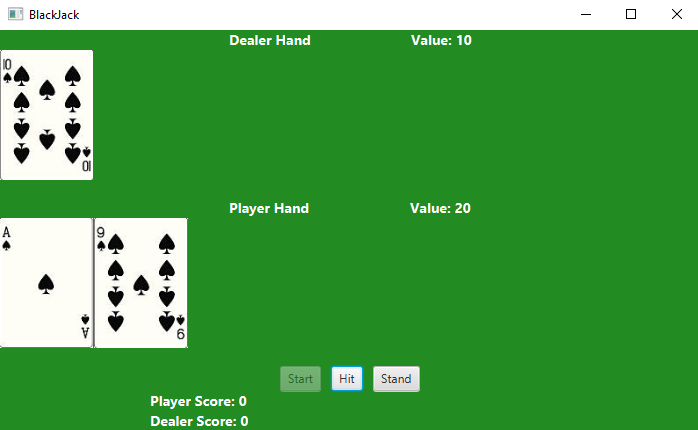 BlackJack
Dealer Hand Value: 10
10
10
Player Hand Value: 20
A 9
A 9
Start Hit Stand
Player Score: 0
Dealer Score: 0